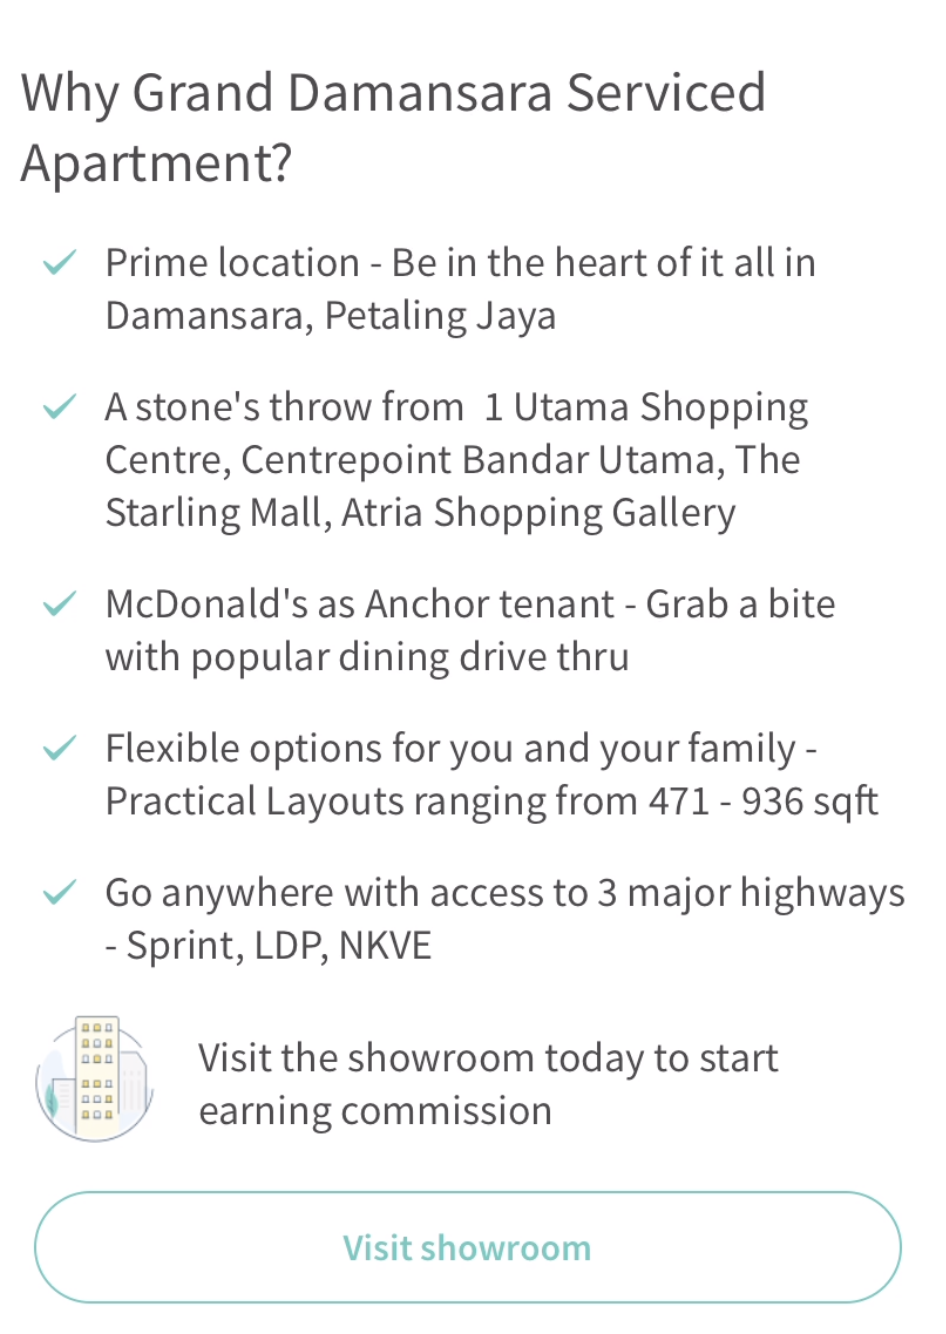 Why Grand Damansara Serviced
Apartment?
Prime location - Be in the heart of it all in
Damansara, Petaling Jaya
A stone's throw from  1 Utama Shopping
Centre, Centrepoint Bandar Utama, The
Starling Mall, Atria Shopping Gallery
McDonald's as Anchor tenant - Grab a bite
with popular dining drive thru
Flexible options for you and your family -
Practical Layouts ranging from 471 - 936 sqft
Go anywhere with access to 3 major highways
- Sprint, LDP, NKVE
Visit the showroom today to start
earning commission
Visit showroom